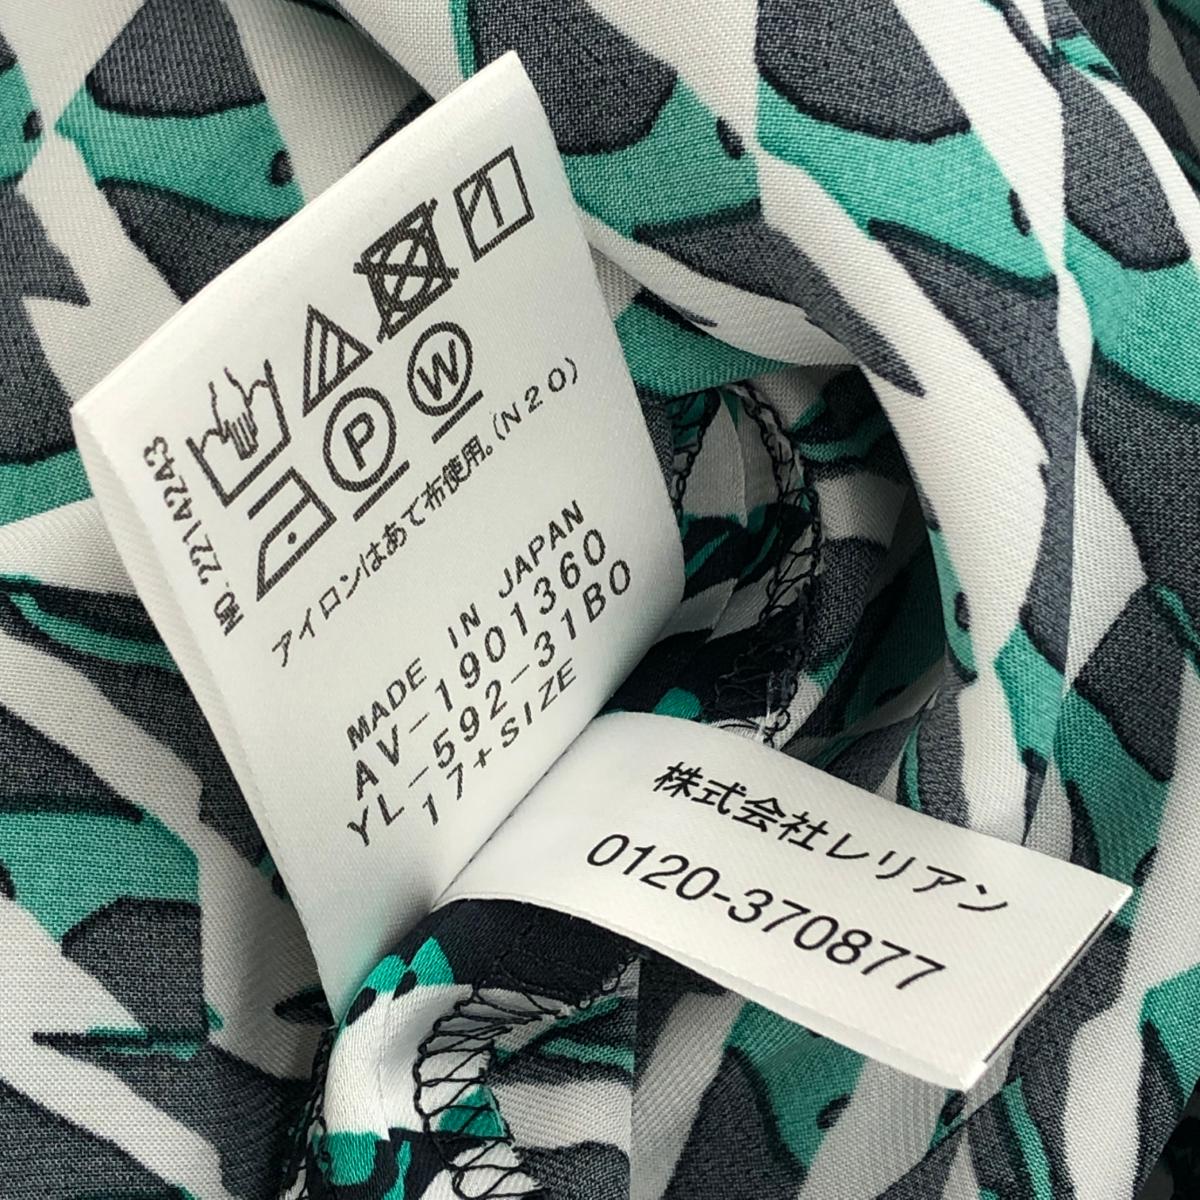 NO. 2214243
P
W
アイロンはあて布使用。(N20)
MADE IN JAPAN
AV-1901360
YL-592-31B0
17+SIZE
株式会社レリアン
0120-370877